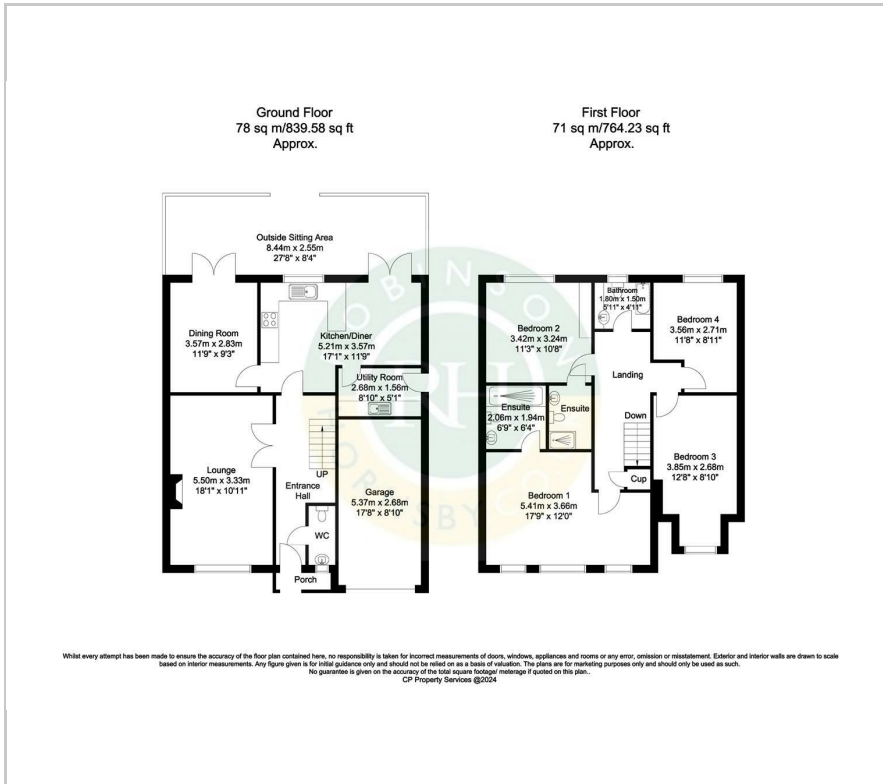 Ground Floor
78 sq m/839.58 sq ft
Approx.
First Floor
71 sq m/764.23 sq ft
Approx.
Outside Sitting Area
8.44m x 2.55m
27'8" x 8'4"
Dining Room
3.57m x 2.83m
11'9" x 9'3"
Kitchen/Diner
5.21m x 3.57m
17'1" x 11'9"
Utility Room
2.68m x 1.56m
8'10" x 5'1"
Lounge
5.50m x 3.33m
18'1" x 10'11"
UP
Entrance
Hall
Garage
5.37m x 2.68m
17'8" x 8'10"
WC
Porch
Bedroom 2
3.42m x 3.24m
11'3" x 10'8"
Bathroom
1.80m x 1.50m
5'11" x 4'11"
Bedroom 4
3.56m x 2.71m
11'8" x 8'11"
Landing
Ensuite
2.06m x 1.94m
6'9" x 6'4"
Ensuite
Down
Cup
Bedroom 3
3.85m x 2.68m
12'8" x 8'10"
Bedroom 1
5.41m x 3.66m
17'9" x 12'0"
ROBINSON
RH
HORNSBY CO
Whilst every attempt has been made to ensure the accuracy of the floor plan contained here, no responsibility is taken for incorrect measurements of doors, windows, appliances and rooms or any error, omission or misstatement. Exterior and interior walls are drawn to scale
based on interior measurements. Any figure given is for initial guidance only and should not be relied on as a basis of valuation. The plans are for marketing purposes only and should only be used as such.
No guarantee is given on the accuracy of the total square footage/ meterage if quoted on this plan..
CP Property Services @2024